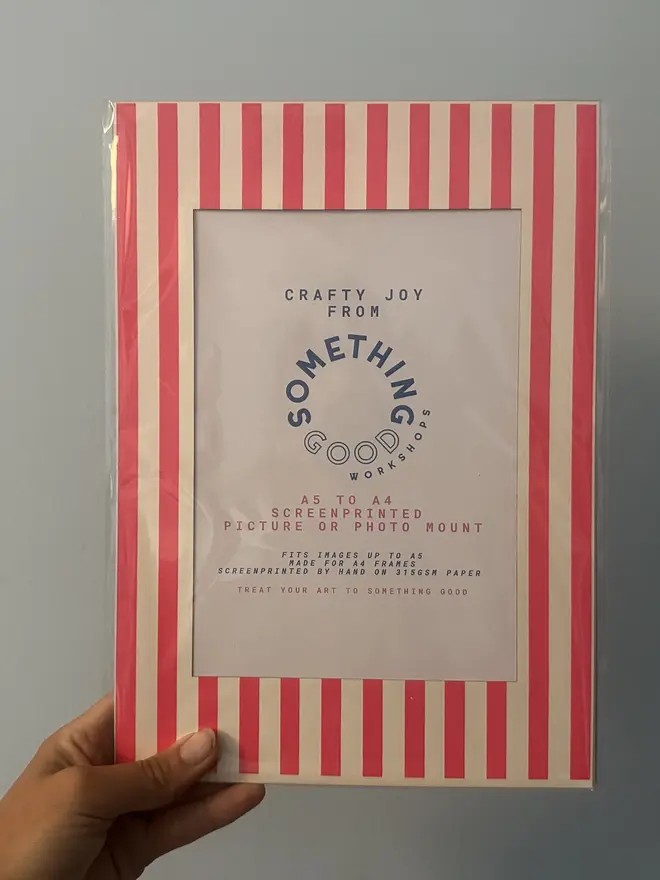 CRAFTY JOY
FROM
SOMETHING
GOOD
WORKSHOPS
A5 TO A4
SCREENPRINTED
PICTURE OR PHOTO MOUNT
FITS IMAGES UP TO A5
MADE FOR A4 FRAMES
SCREENPRINTED BY HAND ON 315GSM PAPER
TREAT YOUR ART TO SOMETHING GOOD